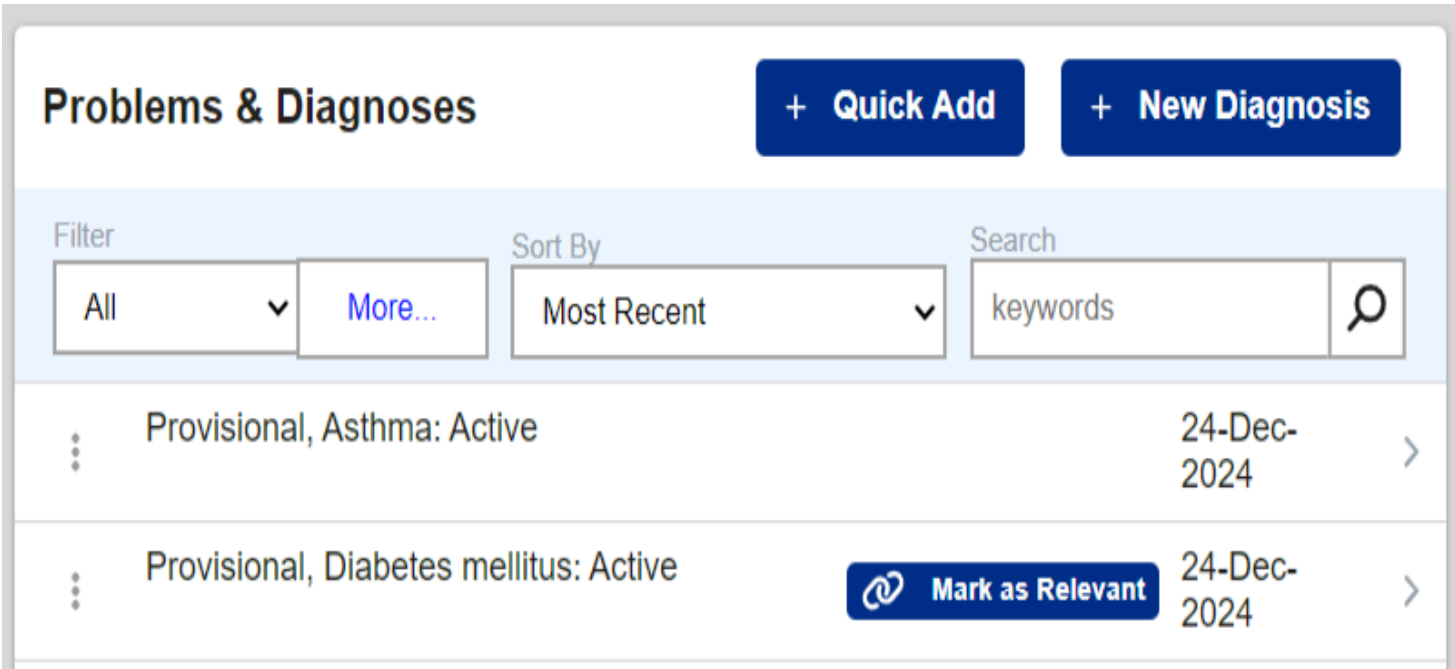 Problems & Diagnoses + Quick Add + New Diagnosis
Filter Sort By Search
All More... Most Recent keywords
Provisional, Asthma: Active 24-Dec-
2024
Provisional, Diabetes mellitus: Active Mark as Relevant 24-Dec-
2024